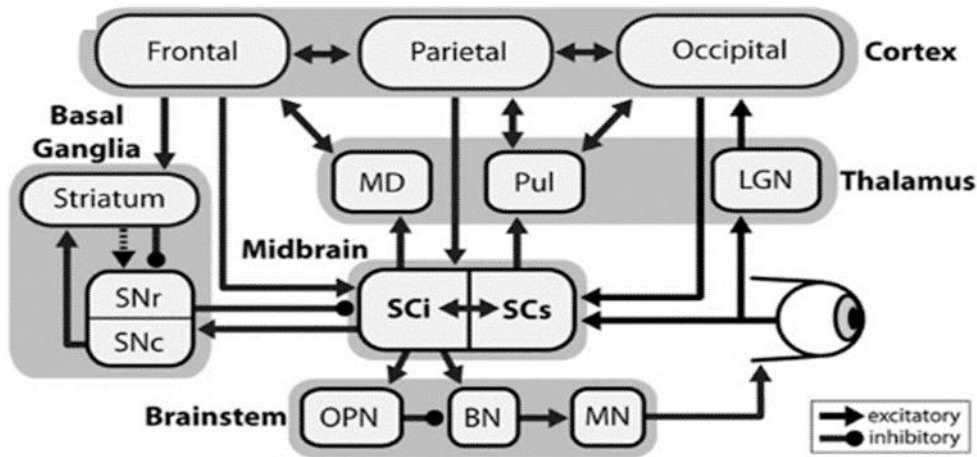 Frontal
Parietal
Occipital
Cortex
Basal
Ganglia
MD
Pul
LGN
Thalamus
Striatum
Midbrain
SNr
SNc
SCi
SCs
Brainstem
OPN
BN
MN
excitatory
inhibitory